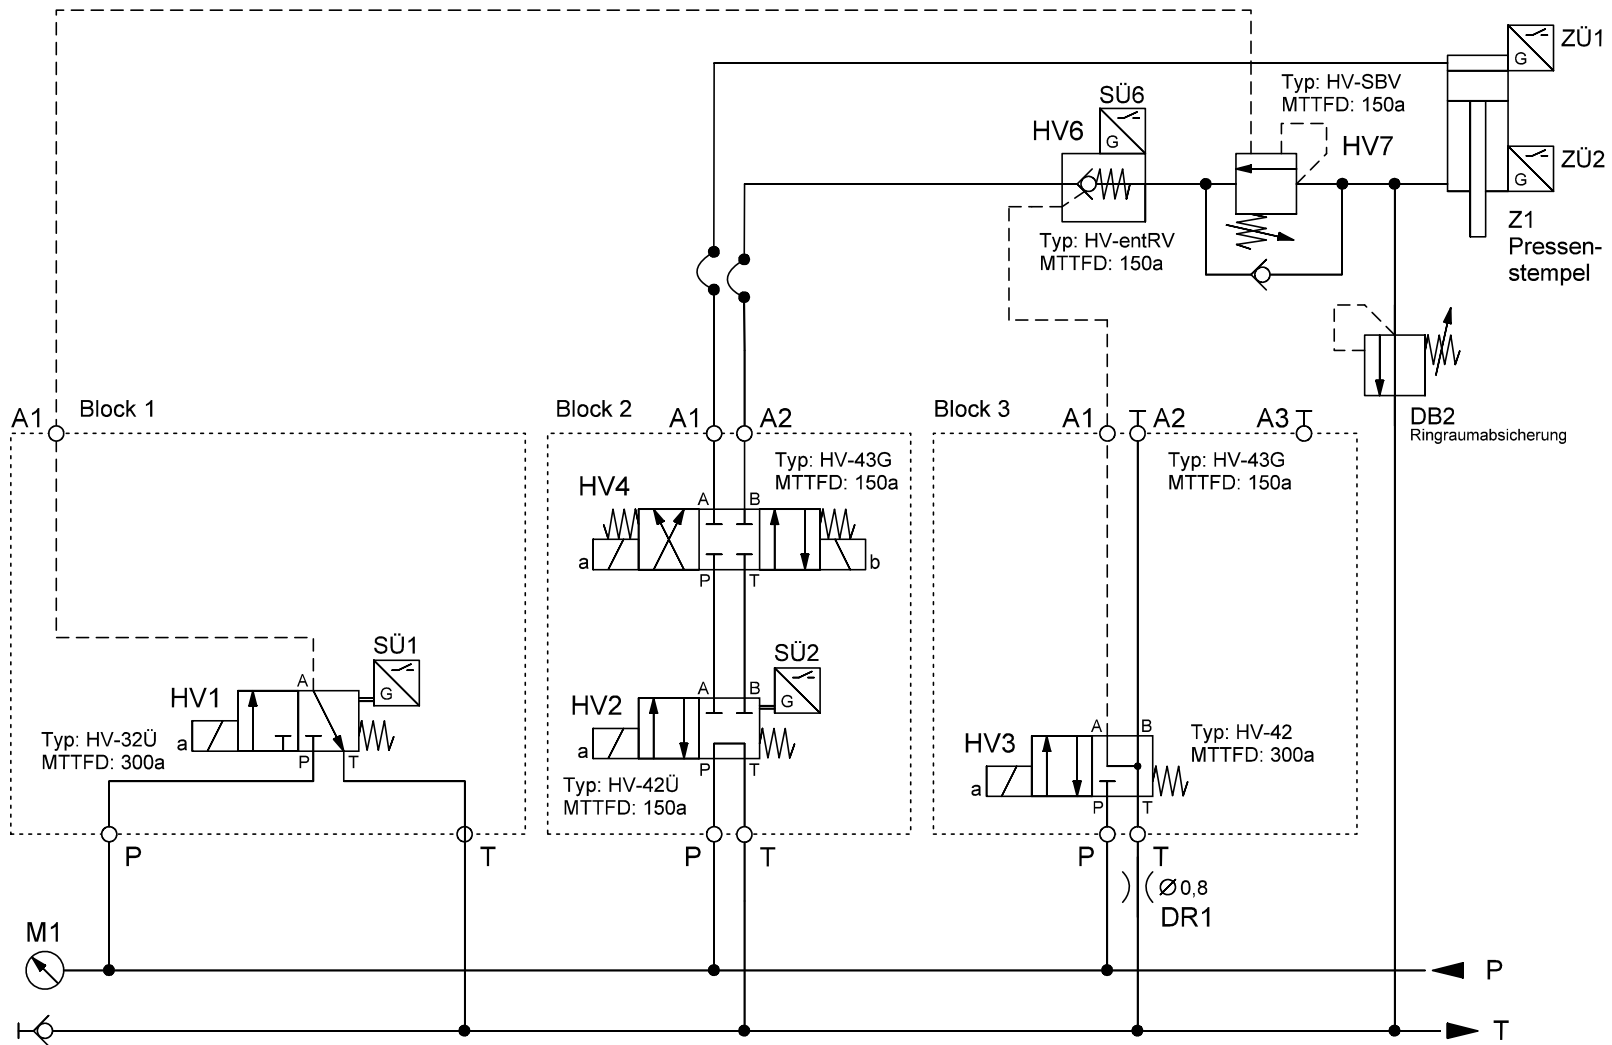 ZÜ1
G
Typ: HV-SBV
MTTFD: 150a
SÜ6
HV6
G
HV7
ZÜ2
G
Z1
Pressen-
stempel
Typ: HV-entRV
MTTFD: 150a
DB2
Ringraumabsicherung
A1
Block 1
Block 2
A1
A2
Block 3
A1
A2
A3
Typ: HV-43G
MTTFD: 150a
Typ: HV-43G
MTTFD: 150a
HV4
A
B
a
b
P
T
SÜ1
G
HV1
A
a
P
T
Typ: HV-32Ü
MTTFD: 300a
SÜ2
G
HV2
A
B
a
P
T
Typ: HV-42Ü
MTTFD: 150a
HV3
A
B
a
P
T
Typ: HV-42
MTTFD: 300a
P
T
P
T
P
T
Ø0,8
DR1
M1
P
T